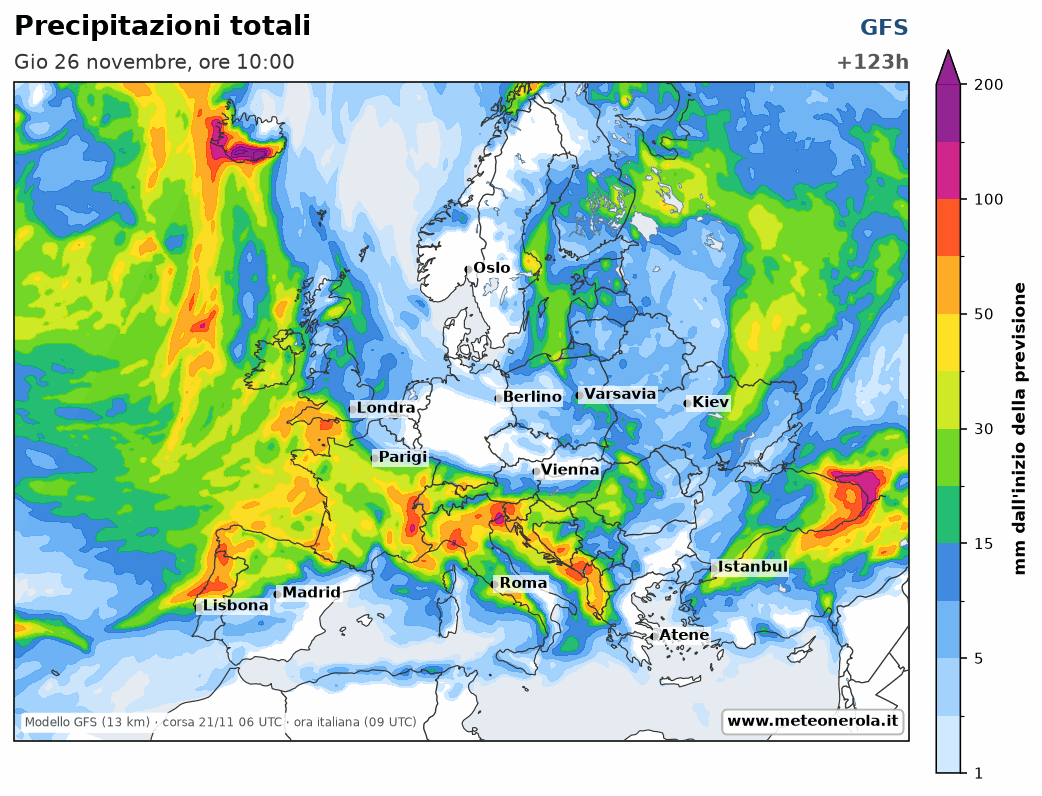 Precipitazioni totali
GFS
Gio 26 novembre, ore 10:00
+123h
200
100
50
30
15
5
1
mm dall'inizio della previsione
Oslo
Berlino
Varsavia
Kiev
Londra
Parigi
Vienna
Istanbul
Roma
Madrid
Lisbona
Atene
Modello GFS (13 km) · corsa 21/11 06 UTC · ora italiana (09 UTC)
www.meteonerola.it